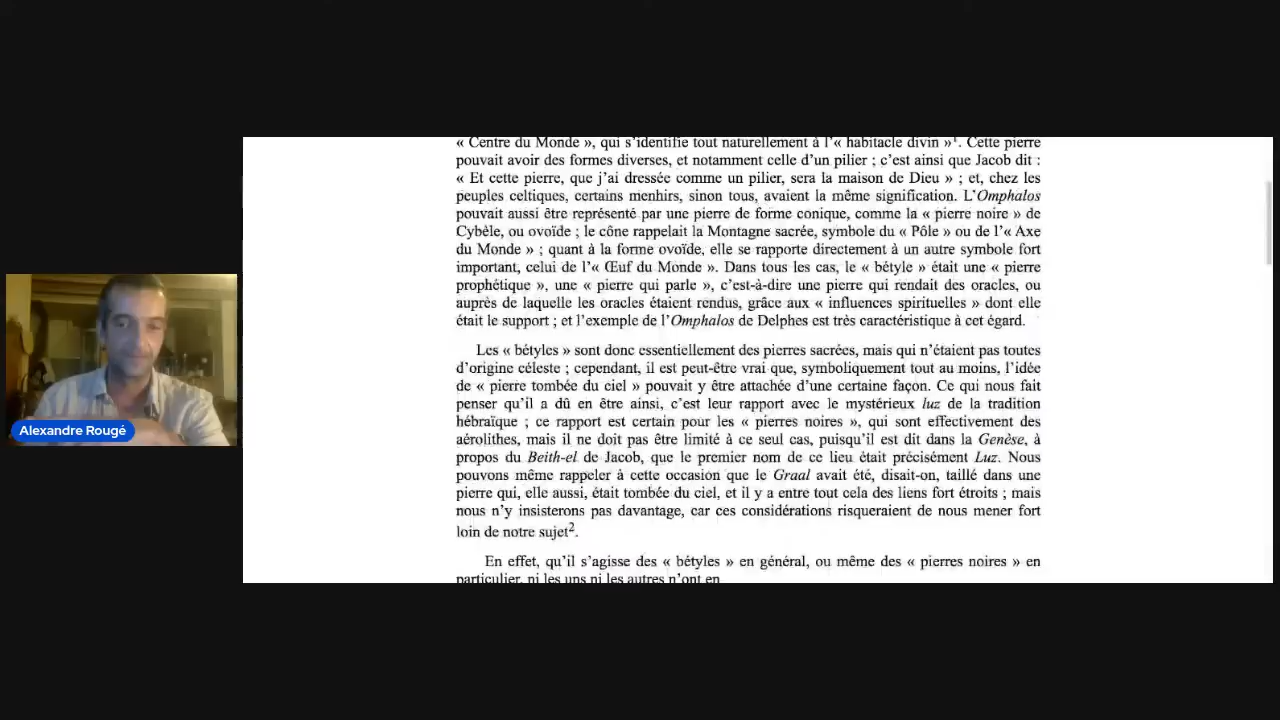 « Centre du Monde », qui s'identifie tout naturellement à l'« habitacle divin »¹. Cette pierre
pouvait avoir des formes diverses, et notamment celle d'un pilier ; c'est ainsi que Jacob dit :
« Et cette pierre, que j'ai dressée comme un pilier, sera la maison de Dieu » ; et, chez les
peuples celtiques, certains menhirs, sinon tous, avaient la même signification. L'Omphalos
pouvait aussi être représenté par une pierre de forme conique, comme la « pierre noire » de
Cybèle, ou ovoïde ; le cône rappelait la Montagne sacrée, symbole du « Pôle » ou de l'« Axe
du Monde » ; quant à la forme ovoïde, elle se rapporte directement à un autre symbole fort
important, celui de l'« Œuf du Monde ». Dans tous les cas, le « bétyle » était une « pierre
prophétique », une « pierre qui parle », c'est-à-dire une pierre qui rendait des oracles, ou
auprès de laquelle les oracles étaient rendus, grâce aux « influences spirituelles » dont elle
était le support ; et l'exemple de l'Omphalos de Delphes est très caractéristique à cet égard.
Les « bétyles » sont donc essentiellement des pierres sacrées, mais qui n'étaient pas toutes
d'origine céleste ; cependant, il est peut-être vrai que, symboliquement tout au moins, l'idée
de « pierre tombée du ciel » pouvait y être attachée d'une certaine façon. Ce qui nous fait
penser qu'il a dû en être ainsi, c'est leur rapport avec le mystérieux luz de la tradition
hébraïque ; ce rapport est certain pour les « pierres noires », qui sont effectivement des
aérolithes, mais il ne doit pas être limité à ce seul cas, puisqu'il est dit dans la Genèse, à
propos du Beith-el de Jacob, que le premier nom de ce lieu était précisément Luz. Nous
pouvons même rappeler à cette occasion que le Graal avait été, disait-on, taillé dans une
pierre qui, elle aussi, était tombée du ciel, et il y a entre tout cela des liens fort étroits ; mais
nous n'y insisterons pas davantage, car ces considérations risqueraient de nous mener fort
loin de notre sujet².
En effet, qu'il s'agisse des « bétyles » en général, ou même des « pierres noires » en
particulier, ni les uns ni les autres n'ont en
Alexandre Rougé